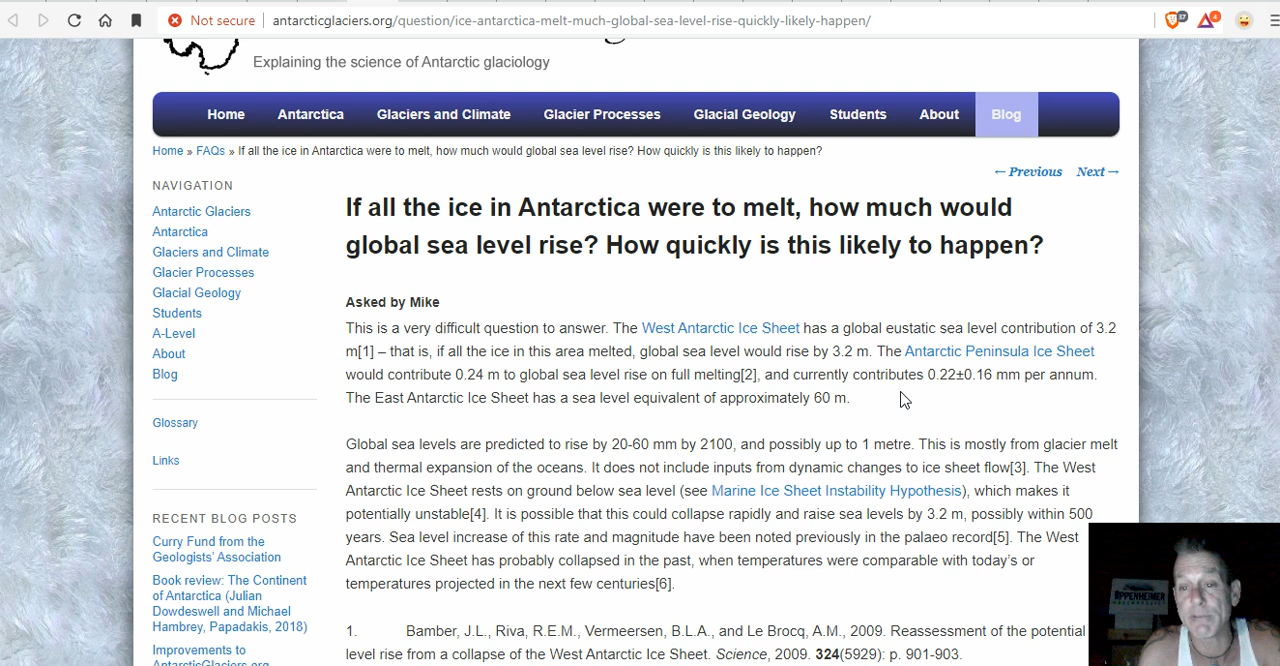 Not secure
antarcticglaciers.org/question/ice-antarctica-melt-much-global-sea-level-rise-quickly-likely-happen/
17
4
Explaining the science of Antarctic glaciology
Home Antarctica Glaciers and Climate Glacier Processes Glacial Geology Students About Blog
Home » FAQs » If all the ice in Antarctica were to melt, how much would global sea level rise? How quickly is this likely to happen?
← Previous Next →
NAVIGATION
Antarctic Glaciers
Antarctica
Glaciers and Climate
Glacier Processes
Glacial Geology
Students
A-Level
About
Blog
Glossary
Links
RECENT BLOG POSTS
Curry Fund from the
Geologists' Association
Book review: The Continent
of Antarctica (Julian
Dowdeswell and Michael
Hambrey, Papadakis, 2018)
Improvements to
AntarcticGlaciers.org
If all the ice in Antarctica were to melt, how much would
global sea level rise? How quickly is this likely to happen?
Asked by Mike
This is a very difficult question to answer. The West Antarctic Ice Sheet has a global eustatic sea level contribution of 3.2
m[1] – that is, if all the ice in this area melted, global sea level would rise by 3.2 m. The Antarctic Peninsula Ice Sheet
would contribute 0.24 m to global sea level rise on full melting[2], and currently contributes 0.22±0.16 mm per annum.
The East Antarctic Ice Sheet has a sea level equivalent of approximately 60 m.
Global sea levels are predicted to rise by 20-60 mm by 2100, and possibly up to 1 metre. This is mostly from glacier melt
and thermal expansion of the oceans. It does not include inputs from dynamic changes to ice sheet flow[3]. The West
Antarctic Ice Sheet rests on ground below sea level (see Marine Ice Sheet Instability Hypothesis), which makes it
potentially unstable[4]. It is possible that this could collapse rapidly and raise sea levels by 3.2 m, possibly within 500
years. Sea level increase of this rate and magnitude have been noted previously in the palaeo record[5]. The West
Antarctic Ice Sheet has probably collapsed in the past, when temperatures were comparable with today's or
temperatures projected in the next few centuries[6].
1. Bamber, J.L., Riva, R.E.M., Vermeersen, B.L.A., and Le Brocq, A.M., 2009. Reassessment of the potential
level rise from a collapse of the West Antarctic Ice Sheet. Science, 2009. 324(5929): p. 901-903.